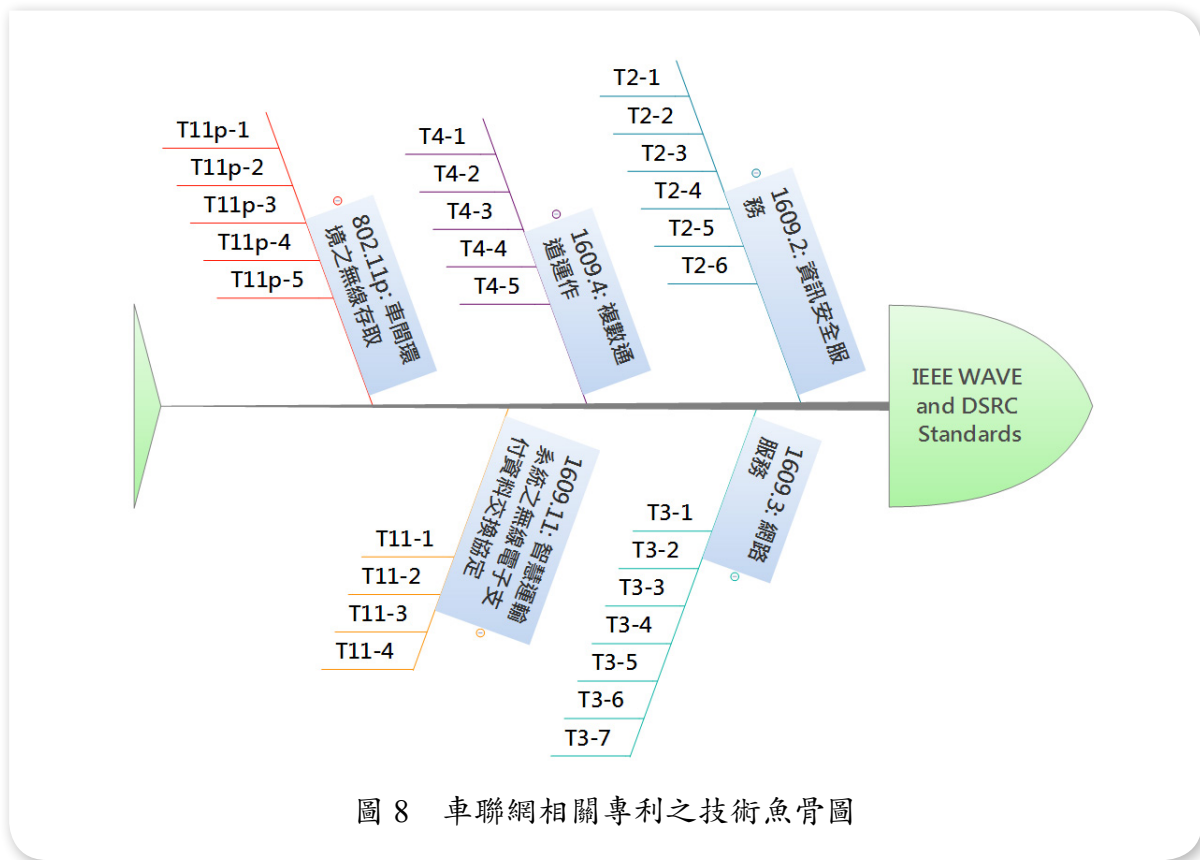 T11p-1
T11p-2
T11p-3
T11p-4
T11p-5
802.11p: 車間環
境之無線存取
T4-1
T4-2
T4-3
T4-4
T4-5
1609.4: 複數通
道運作
T2-1
T2-2
T2-3
T2-4
T2-5
T2-6
1609.2: 資訊安全服
務
IEEE WAVE
and DSRC
Standards
T11-1
T11-2
T11-3
T11-4
1609.11: 智慧運輸
系統之無線電子支
付資料交換協定
T3-1
T3-2
T3-3
T3-4
T3-5
T3-6
T3-7
1609.3: 網路
服務
圖 8 車聯網相關專利之技術魚骨圖